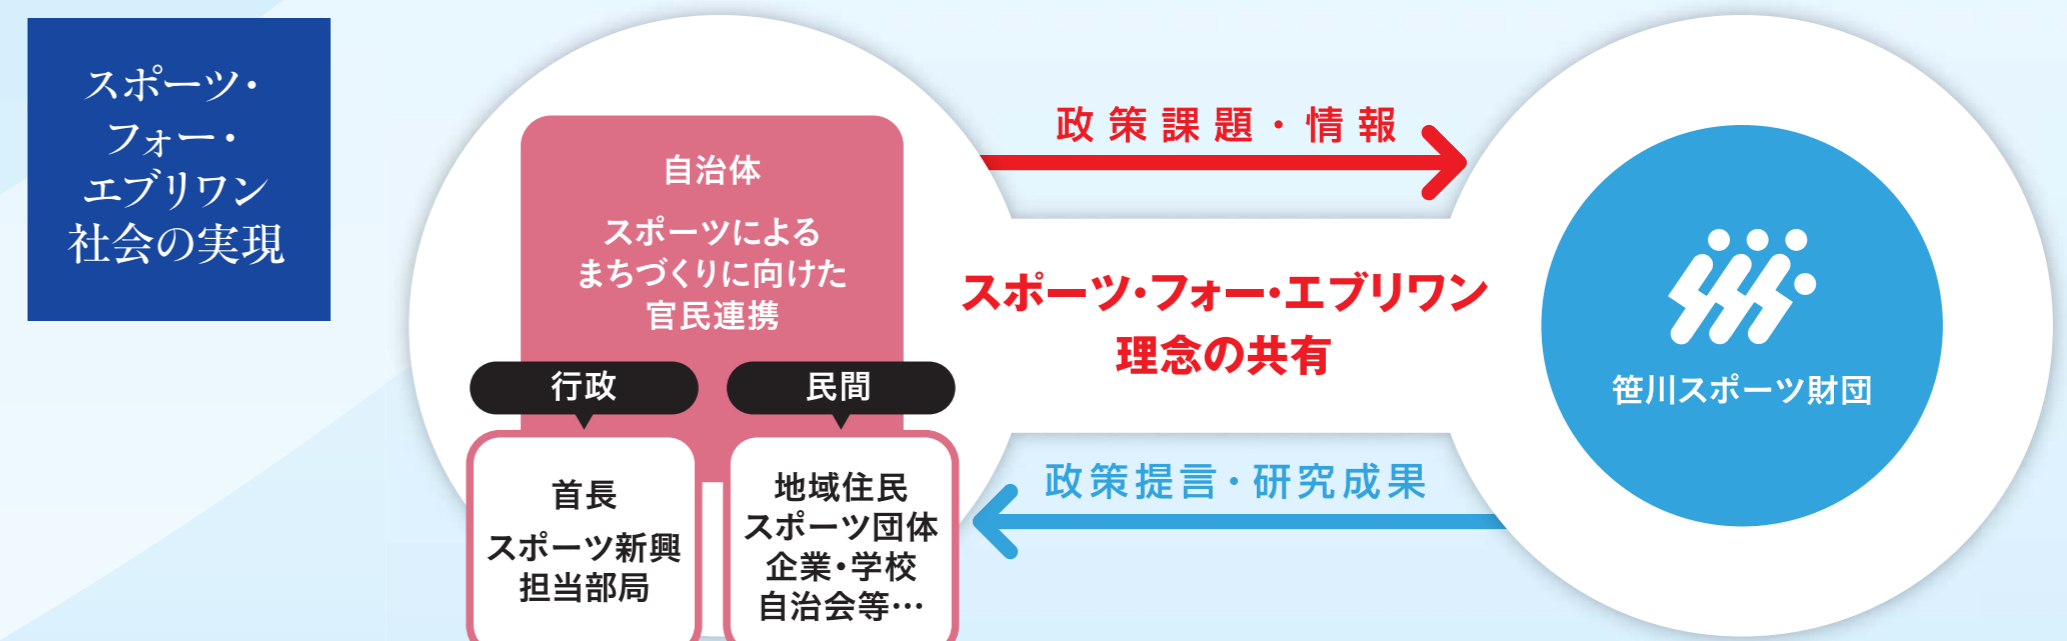 スポーツ・
フォー・
エブリワン
社会の実現
自治体
スポーツによる
まちづくりに向けた
官民連携
行政
首長
スポーツ新興
担当部局
民間
地域住民
スポーツ団体
企業・学校
自治会等…
政策課題・情報
スポーツ・フォー・エブリワン
理念の共有
政策提言・研究成果
笹川スポーツ財団